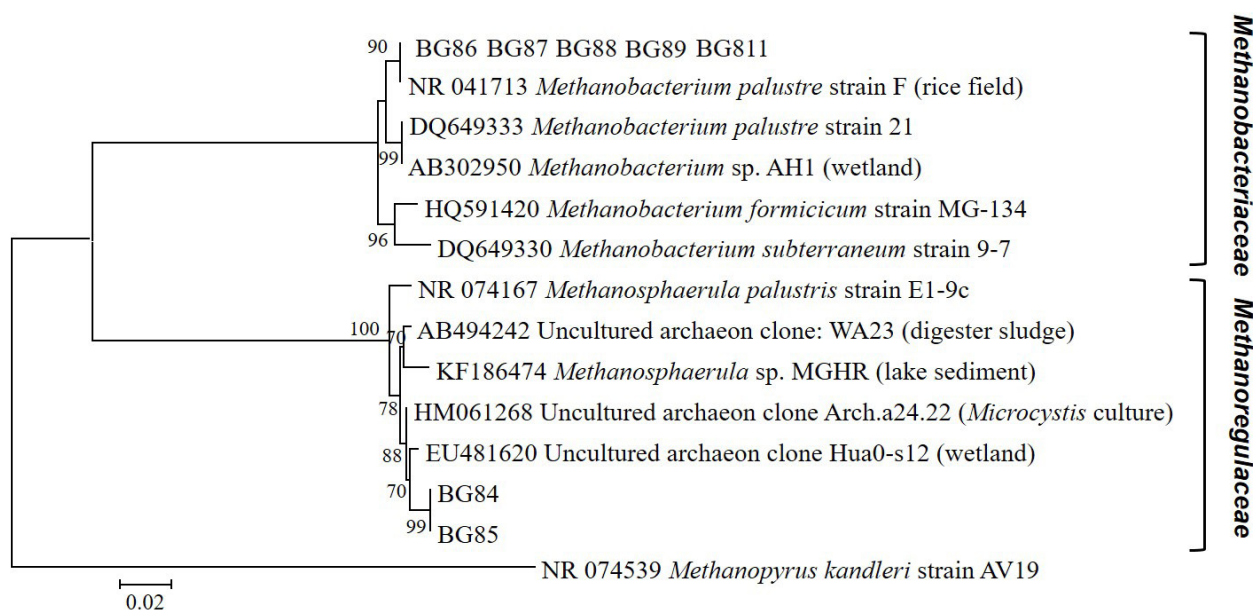 90
BG86 BG87 BG88 BG89 BG811
NR 041713 Methanobacterium palustre strain F (rice field)
DQ649333 Methanobacterium palustre strain 21
99
AB302950 Methanobacterium sp. AH1 (wetland)
HQ591420 Methanobacterium formicicum strain MG-134
96
DQ649330 Methanobacterium subterraneum strain 9-7
Methanobacteriaceae
NR 074167 Methanosphaerula palustris strain E1-9c
100
70
AB494242 Uncultured archaeon clone: WA23 (digester sludge)
KF186474 Methanosphaerula sp. MGHR (lake sediment)
78
HM061268 Uncultured archaeon clone Arch.a24.22 (Microcystis culture)
88
EU481620 Uncultured archaeon clone Hua0-s12 (wetland)
70
BG84
99
BG85
Methanoregulaceae
NR 074539 Methanopyrus kandleri strain AV19
0.02